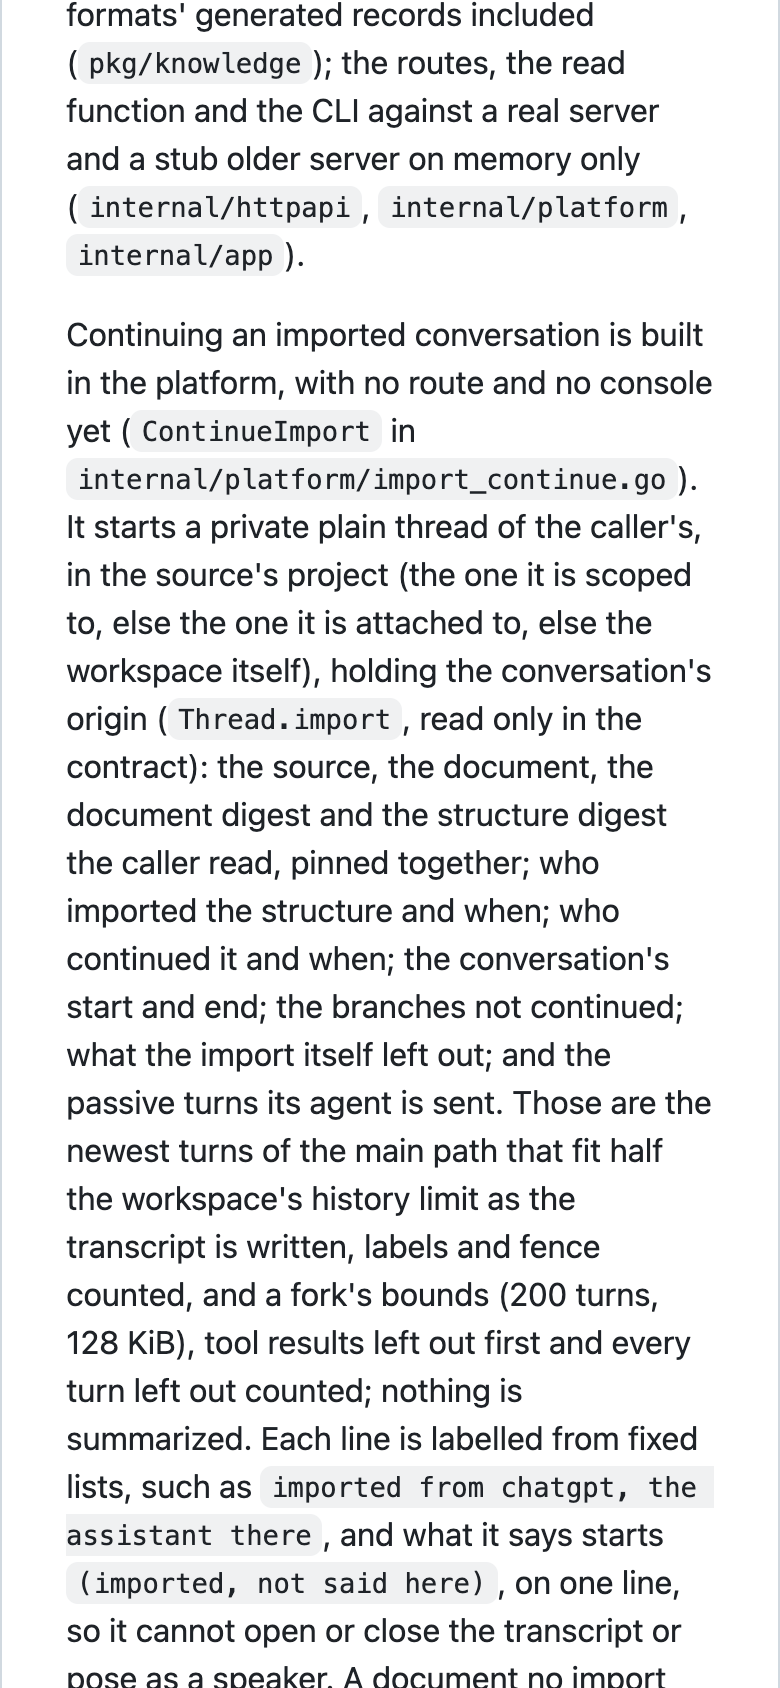 formats' generated records included
(pkg/knowledge); the routes, the read
function and the CLI against a real server
and a stub older server on memory only
(internal/httpapi, internal/platform,
internal/app).
Continuing an imported conversation is built
in the platform, with no route and no console
yet (ContinueImport in
internal/platform/import_continue.go).
It starts a private plain thread of the caller's,
in the source's project (the one it is scoped
to, else the one it is attached to, else the
workspace itself), holding the conversation's
origin (Thread.import, read only in the
contract): the source, the document, the
document digest and the structure digest
the caller read, pinned together; who
imported the structure and when; who
continued it and when; the conversation's
start and end; the branches not continued;
what the import itself left out; and the
passive turns its agent is sent. Those are the
newest turns of the main path that fit half
the workspace's history limit as the
transcript is written, labels and fence
counted, and a fork's bounds (200 turns,
128 KiB), tool results left out first and every
turn left out counted; nothing is
summarized. Each line is labelled from fixed
lists, such as imported from chatgpt, the
assistant there, and what it says starts
(imported, not said here), on one line,
so it cannot open or close the transcript or
pose as a speaker. A document no import